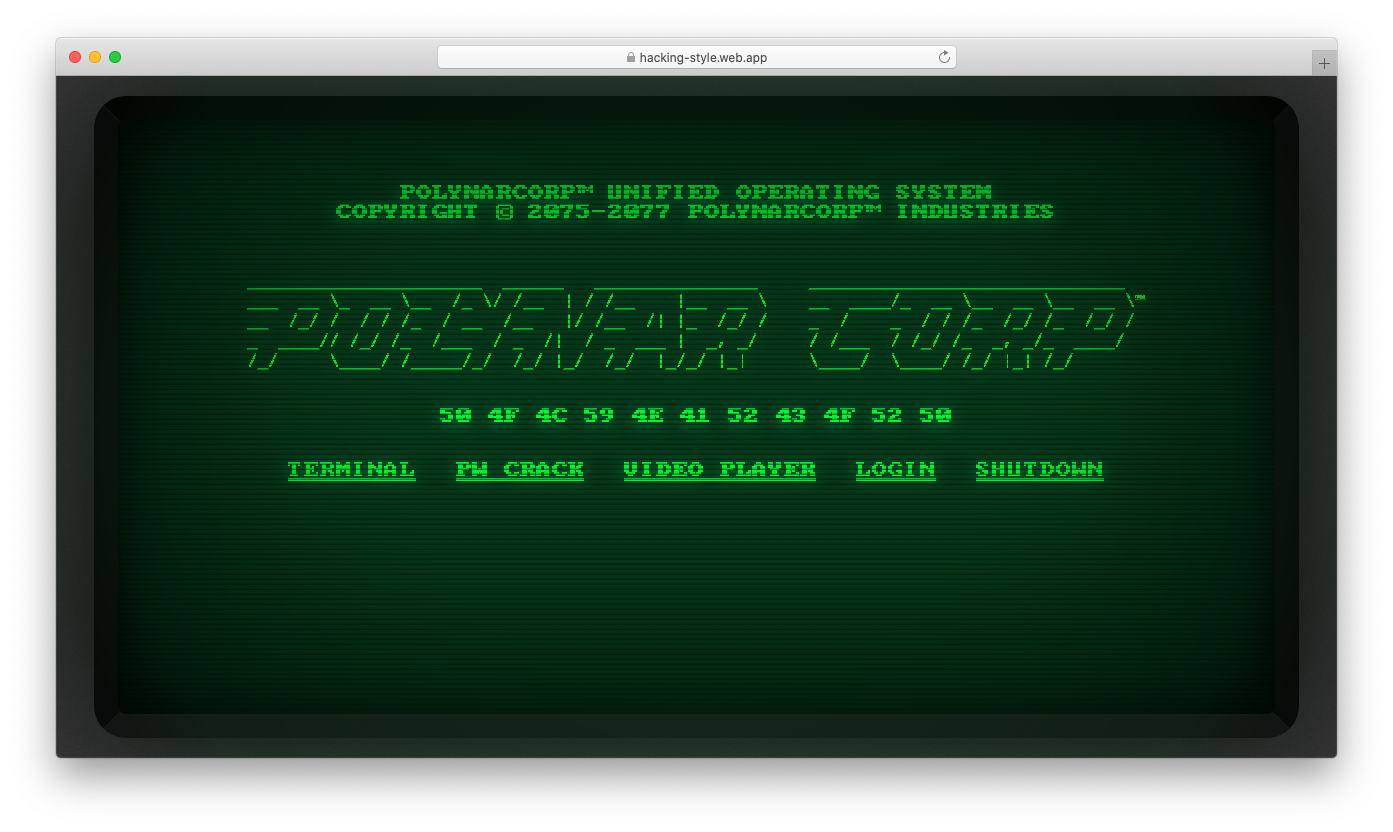 hacking-style.web.app
POLYNARCORP™ UNIFIED OPERATING SYSTEM
COPYRIGHT © 2075-2077 POLYNARCORP™ INDUSTRIES
POLYNAR CORP™
50 4F 4C 59 4E 41 52 43 4F 52 50
TERMINAL PW CRACK VIDEO PLAYER LOGIN SHUTDOWN